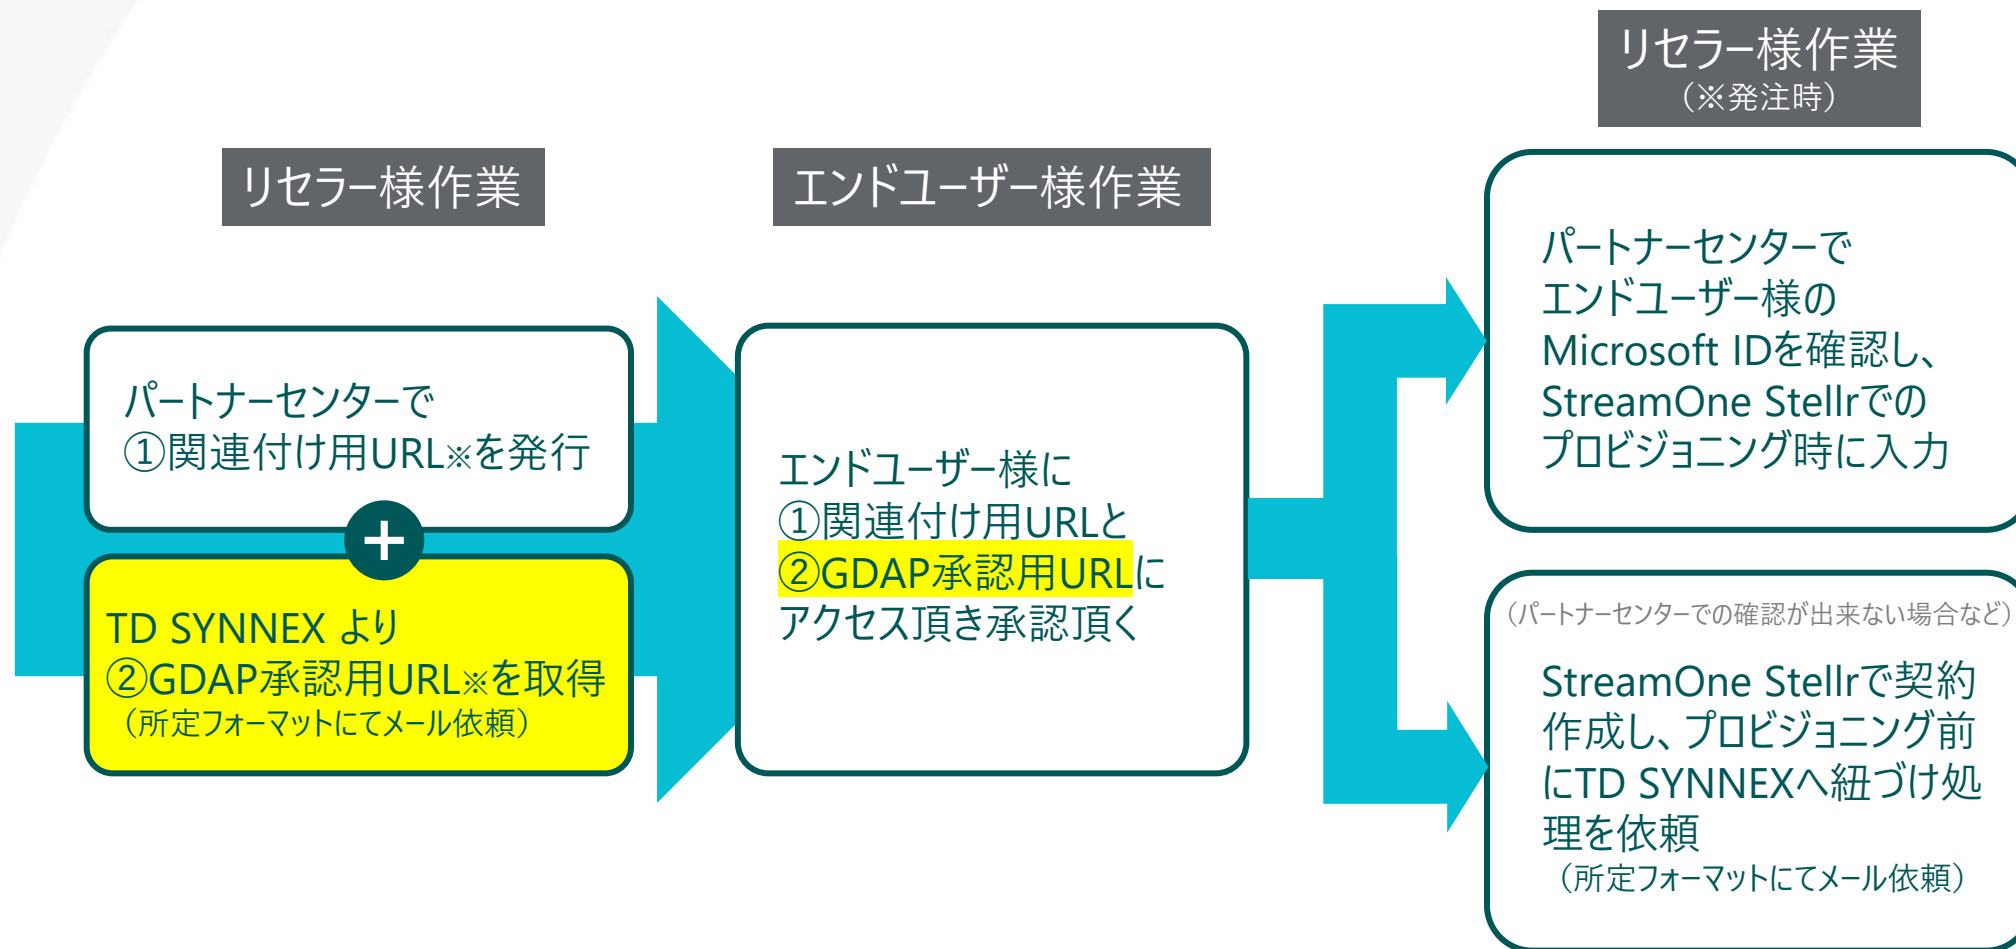 リセラー様作業
パートナーセンターで
①関連付け用URL※を発行
+
TD SYNNEX より
②GDAP承認用URL※を取得
（所定フォーマットにてメール依頼）
エンドユーザー様作業
エンドユーザー様に
①関連付け用URLと
②GDAP承認用URLに
アクセス頂き承認頂く
リセラー様作業
（※発注時）
パートナーセンターで
エンドユーザー様の
Microsoft IDを確認し、
StreamOne Stellrでの
プロビジョニング時に入力
（パートナーセンターでの確認が出来ない場合など）
StreamOne Stellrで契約
作成し、プロビジョニング前
にTD SYNNEXへ紐づけ処
理を依頼
（所定フォーマットにてメール依頼）